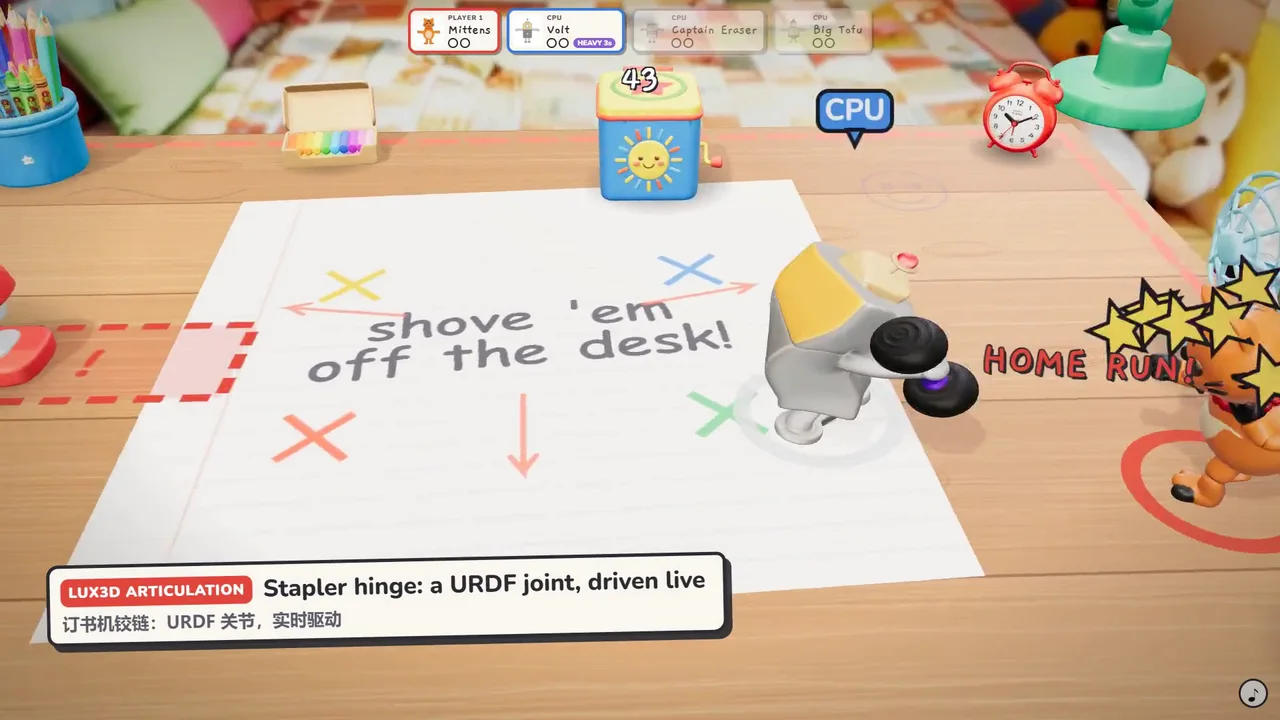 PLAYER 1
Mittens
CPU
Volt
HEAVY 3s
CPU
Captain Eraser
CPU
Big Tofu
43
CPU
shove 'em
off the desk!
!
HOME RUN!
LUX3D ARTICULATION Stapler hinge: a URDF joint, driven live
订书机铰链：URDF 关节，实时驱动